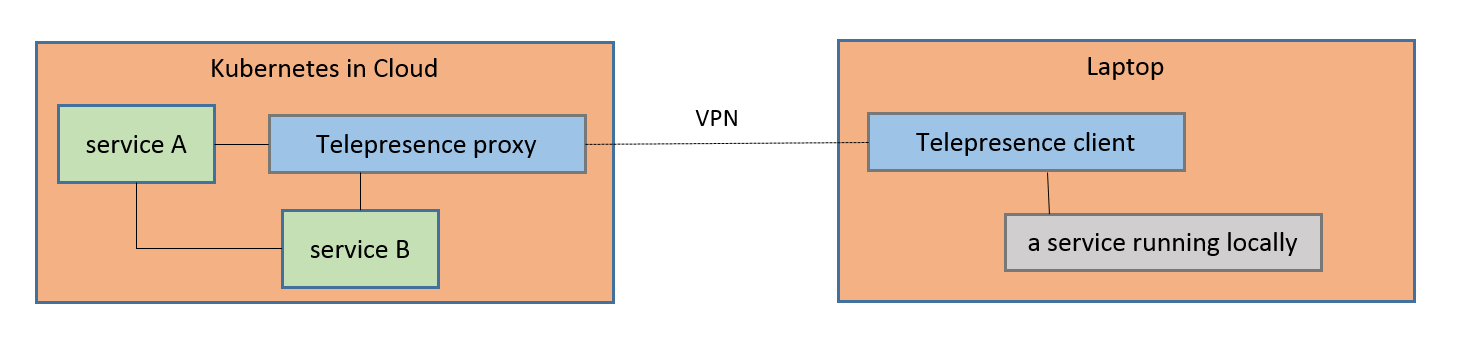 Kubernetes in Cloud
service A
Telepresence proxy
service B
VPN
Laptop
Telepresence client
a service running locally